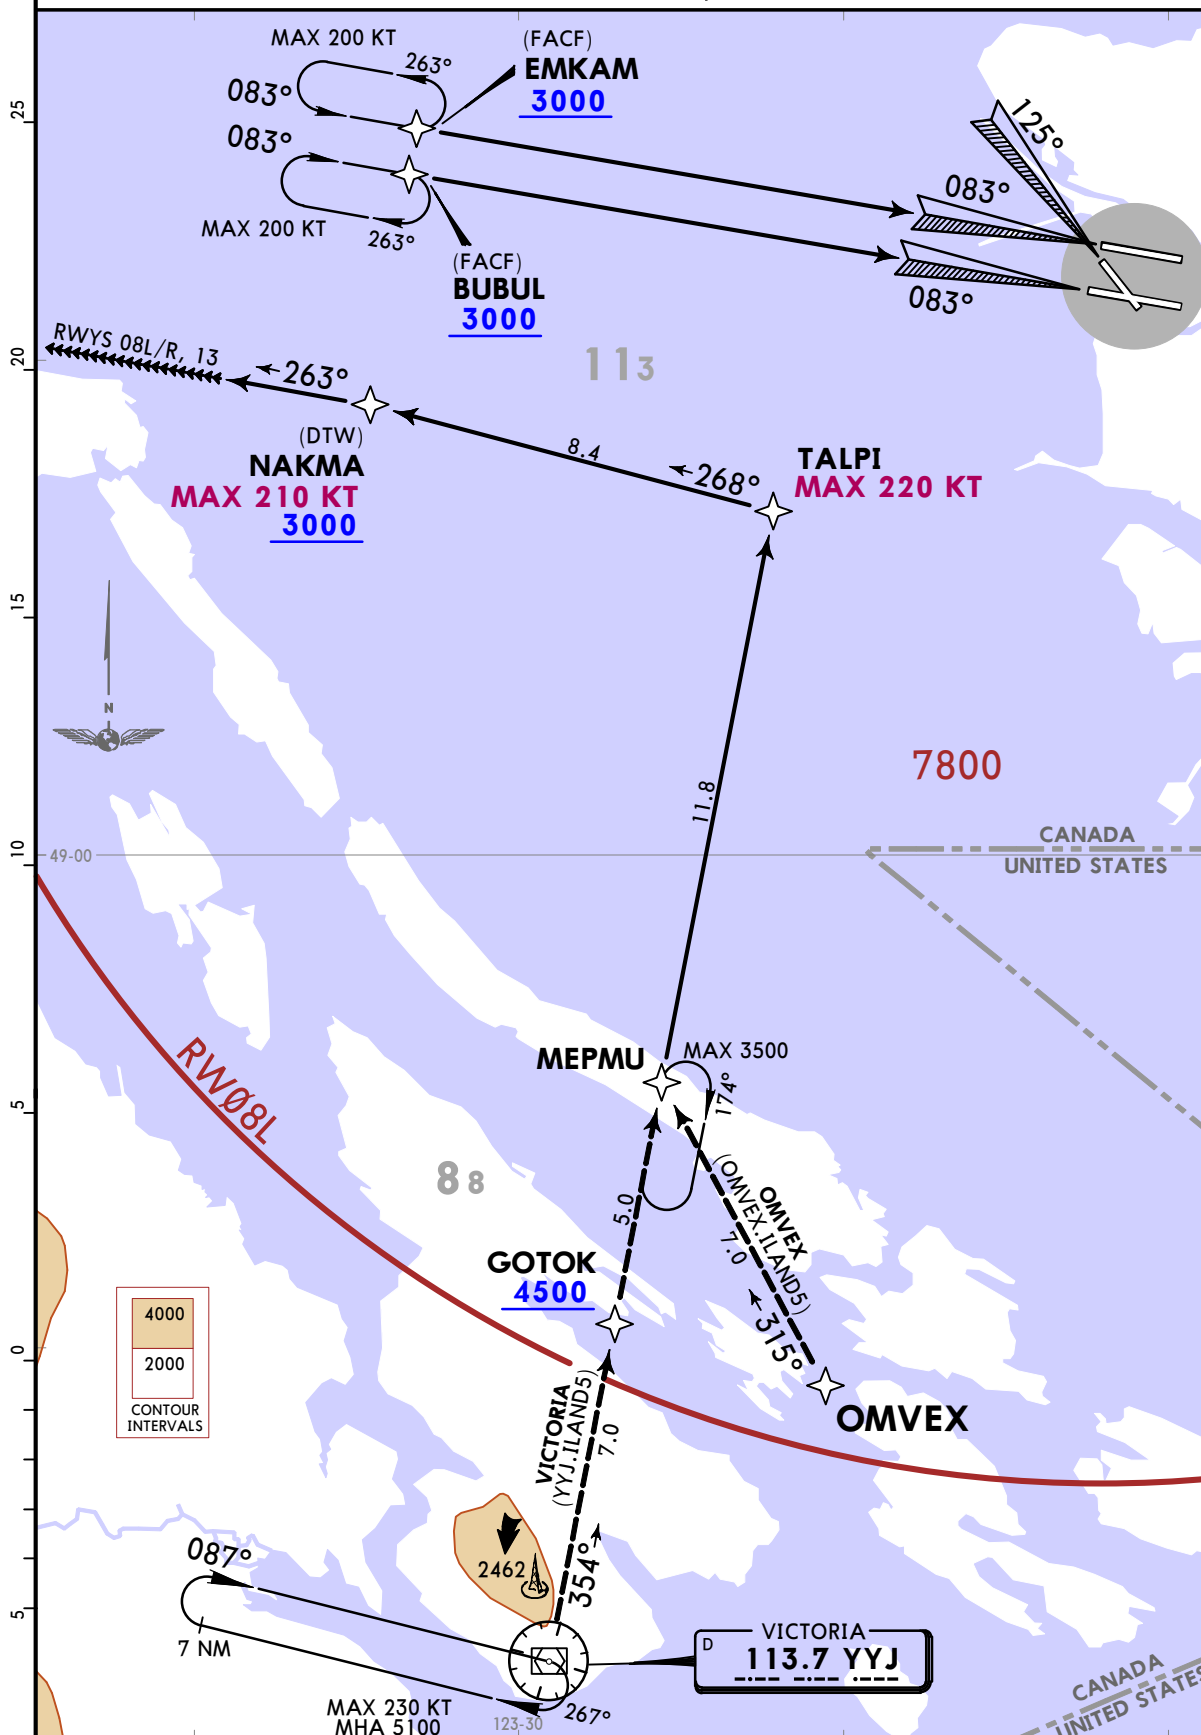 MAX 200 KT
263°
083°
(FACF)
EMKAM
3000
083°
MAX 200 KT
263°
(FACF)
BUBUL
3000
125°
083°
083°
25
20
15
10
5
0
5
RWYS 08L/R, 13
263°
(DTW)
NAKMA
MAX 210 KT
3000
113
8.4
268°
TALPI
MAX 220 KT
N
11.8
7800
49-00
CANADA
UNITED STATES
RWØ8L
MEPMU
MAX 3500
174°
88
5.0
OMVEX
(OMVEX.ILAND5)
7.0
315°
GOTOK
4500
OMVEX
4000
2000
CONTOUR
INTERVALS
VICTORIA
(YYJ.ILAND5)
7.0
354°
2462
087°
7 NM
267°
MAX 230 KT
MHA 5100
123-30
VICTORIA
D
113.7 YYJ
CANADA
UNITED STATES